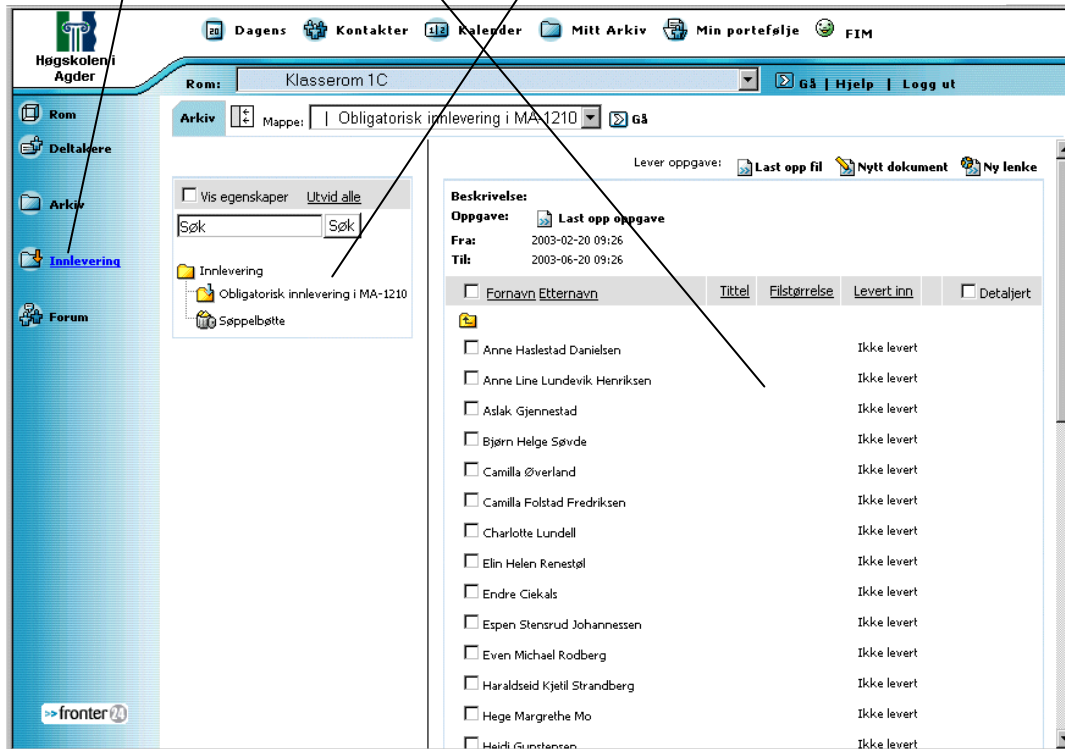 Dagens Kontakter Kalender Mitt Arkiv Min portefølje FIM
Høgskolen i
Agder
Rom: Klasserom 1C Gå | Hjelp | Logg ut
Rom
Deltakere
Arkiv
Innlevering
Forum
Arkiv Mappe: | Obligatorisk innlevering i MA-1210 Gå
Lever oppgave: Last opp fil Nytt dokument Ny lenke
Vis egenskaper Utvid alle
Søk Søk
Innlevering
Obligatorisk innlevering i MA-1210
Søppelbøtte
Beskrivelse:
Oppgave: Last opp oppgave
Fra: 2003-02-20 09:26
Til: 2003-06-20 09:26
Fornavn Etternavn Tittel Filstørrelse Levert inn Detaljert
Anne Haslestad Danielsen Ikke levert
Anne Line Lundevik Henriksen Ikke levert
Aslak Gjennestad Ikke levert
Bjørn Helge Søvde Ikke levert
Camilla Øverland Ikke levert
Camilla Folstad Fredriksen Ikke levert
Charlotte Lundell Ikke levert
Elin Helen Renestøl Ikke levert
Endre Ciekals Ikke levert
Espen Stensrud Johannessen Ikke levert
Even Michael Rodberg Ikke levert
Haraldseid Kjetil Strandberg Ikke levert
Hege Margrethe Mo Ikke levert
Heidi Gunstensen Ikke levert
fronter 24